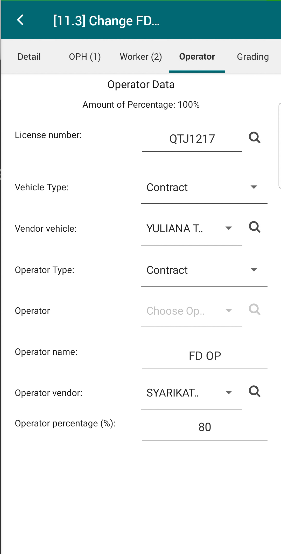 [11.3] Change FD...
Detail OPH (1) Worker (2) Operator Grading
Operator Data
Amount of Percentage: 100%
License number: QTJ1217
Vehicle Type: Contract
Vendor vehicle: YULIANA T..
Operator Type: Contract
Operator Choose Op..
Operator name: FD OP
Operator vendor: SYARIKAT..
Operator percentage (%): 80